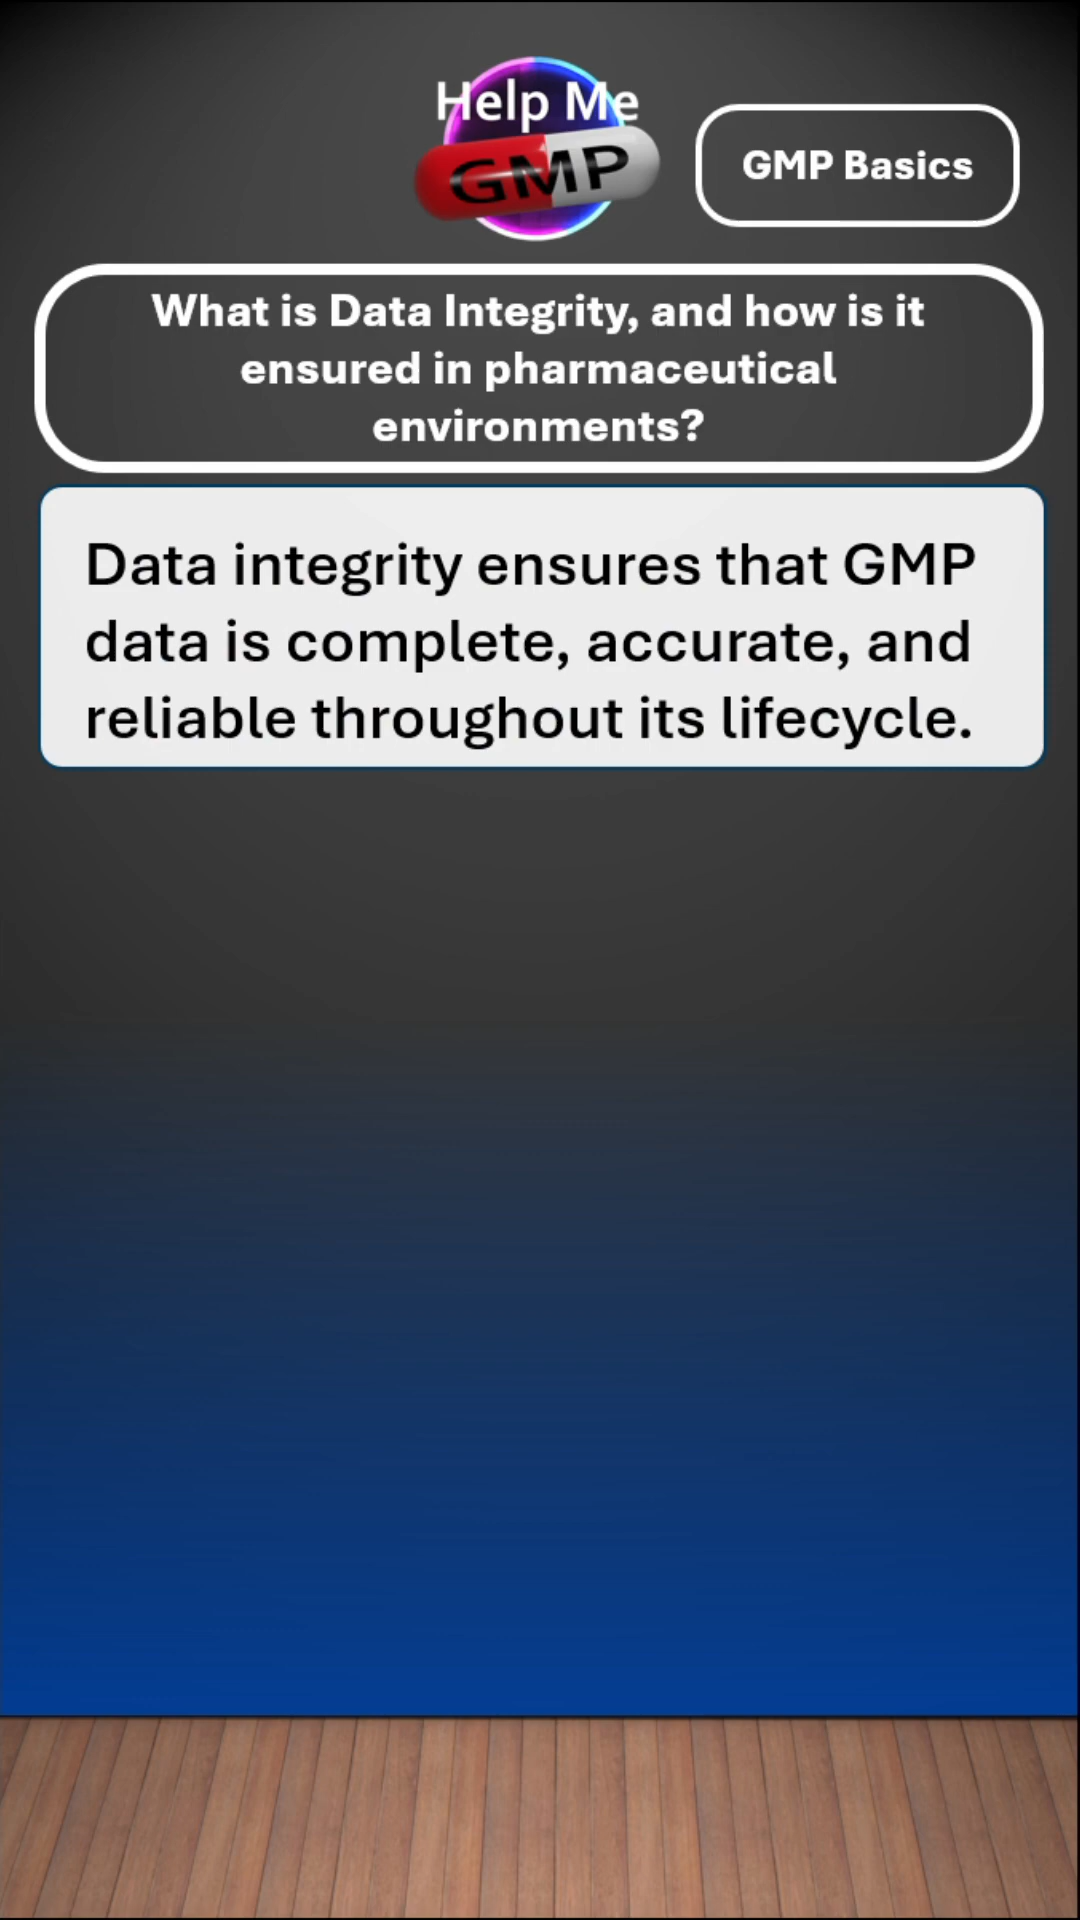 Help Me
GMP
GMP Basics
What is Data Integrity, and how is it
ensured in pharmaceutical
environments?
Data integrity ensures that GMP
data is complete, accurate, and
reliable throughout its lifecycle.